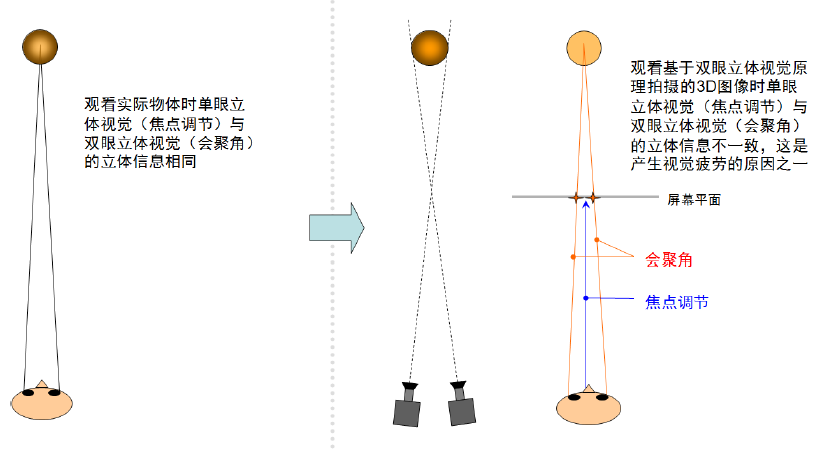 观看实际物体时单眼立
体视觉（焦点调节）与
双眼立体视觉（会聚角）
的立体信息相同
观看基于双眼立体视觉原
理拍摄的3D图像时单眼
立体视觉（焦点调节）与
双眼立体视觉（会聚角）
的立体信息不一致，这是
产生视觉疲劳的原因之一
屏幕平面
会聚角
焦点调节